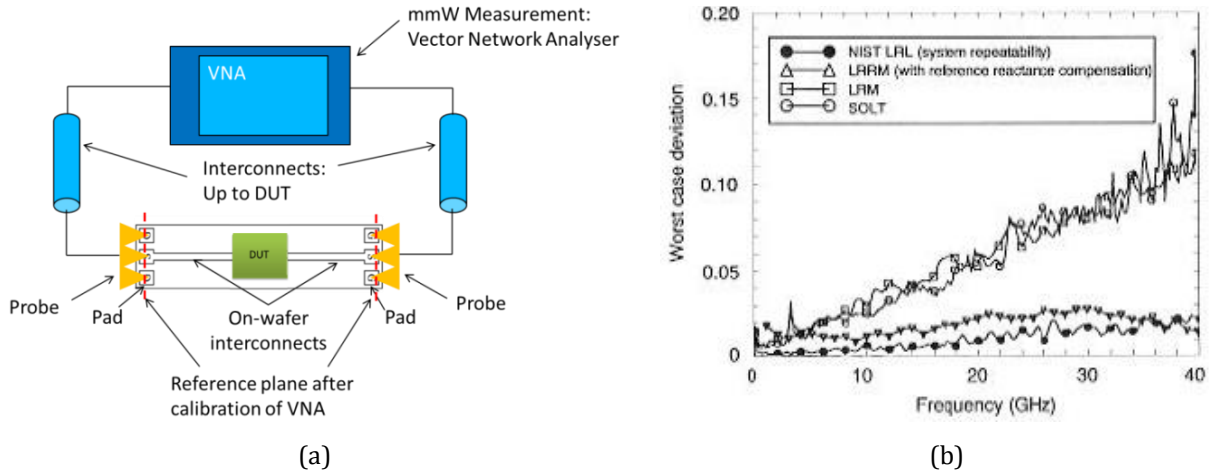 mmW Measurement:
Vector Network Analyser
VNA
Interconnects:
Up to DUT
DUT
Probe
Pad
On-wafer
interconnects
Pad
Probe
Reference plane after
calibration of VNA
(a)
0.20
NIST LRL (system repeatability)
LRRM (with reference reactance compensation)
LRM
SOLT
0.15
0.10
0.05
0
Worst case deviation
0
10
20
30
40
Frequency (GHz)
(b)